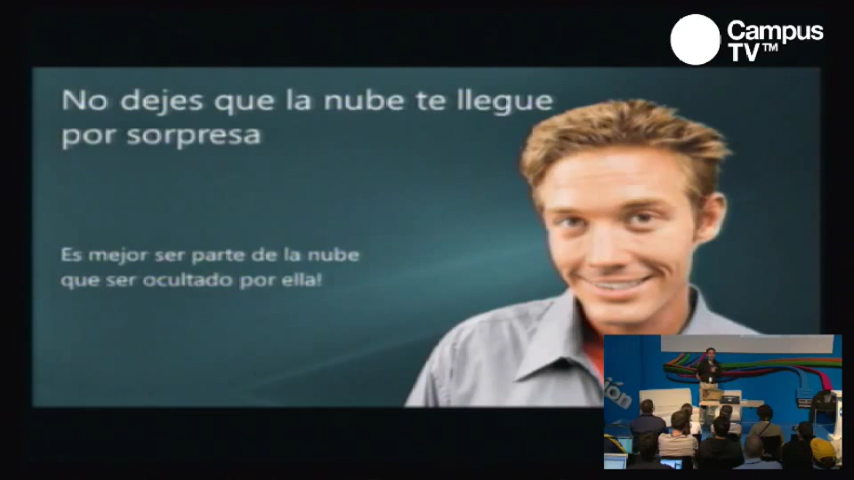 Campus
TV™
No dejes que la nube te llegue
por sorpresa
Es mejor ser parte de la nube
que ser ocultado por ella!
ión